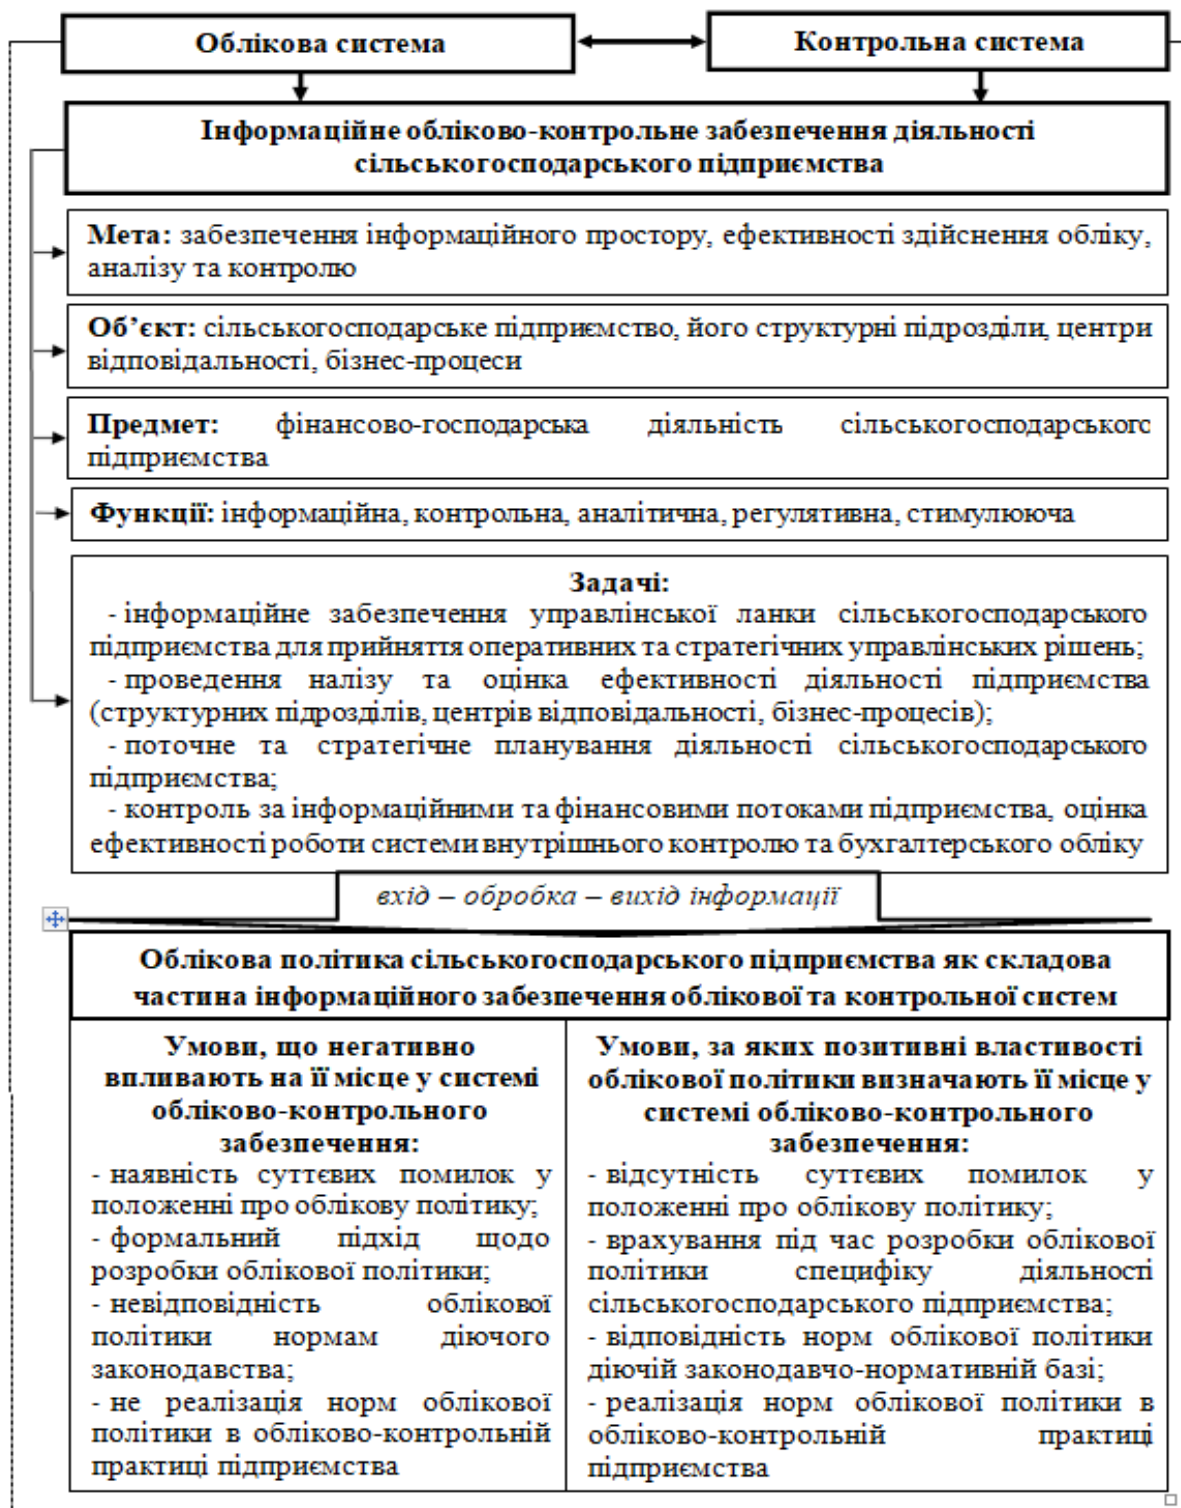 Облікова система
Контрольна система
Інформаційне обліково-контрольне забезпечення діяльності
сільськогосподарського підприємства
Мета: забезпечення інформаційного простору, ефективності здійснення обліку,
аналізу та контролю
Об’єкт: сільськогосподарське підприємство, його структурні підрозділи, центри
відповідальності, бізнес-процеси
Предмет: фінансово-господарська діяльність сільськогосподарського
підприємства
Функції: інформаційна, контрольна, аналітична, регулятивна, стимулююча
Задачі:
- інформаційне забезпечення управлінської ланки сільськогосподарського
підприємства для прийняття оперативних та стратегічних управлінських рішень;
- проведення налізу та оцінка ефективності діяльності підприємства
(структурних підрозділів, центрів відповідальності, бізнес-процесів);
- поточне та стратегічне планування діяльності сільськогосподарського
підприємства;
- контроль за інформаційними та фінансовими потоками підприємства, оцінка
ефективності роботи системи внутрішнього контролю та бухгалтерського обліку
вхід – обробка – вихід інформації
Облікова політика сільськогосподарського підприємства як складова
частина інформаційного забезпечення облікової та контрольної систем
Умови, що негативно
впливають на її місце у системі
обліково-контрольного
забезпечення:
- наявність суттєвих помилок у
положенні про облікову політику;
- формальний підхід щодо
розробки облікової політики;
- невідповідність облікової
політики нормам діючого
законодавства;
- не реалізація норм облікової
політики в обліково-контрольній
практиці підприємства
Умови, за яких позитивні властивості
облікової політики визначають її місце у
системі обліково-контрольного
забезпечення:
- відсутність суттєвих помилок у
положенні про облікову політику;
- врахування під час розробки облікової
політики специфіку діяльності
сільськогосподарського підприємства;
- відповідність норм облікової політики
діючій законодавчо-нормативній базі;
- реалізація норм облікової політики в
обліково-контрольній практиці
підприємства